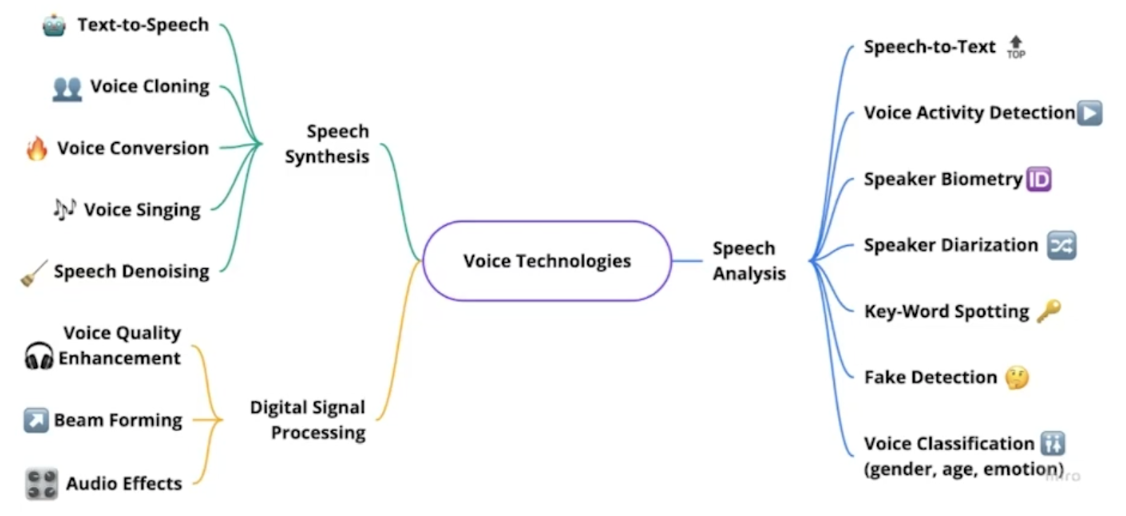 Text-to-Speech
Voice Cloning
Voice Conversion
Voice Singing
Speech Denoising
Speech
Synthesis
Voice Quality
Enhancement
Beam Forming
Audio Effects
Digital Signal
Processing
Voice Technologies
Speech
Analysis
Speech-to-Text TOP
Voice Activity Detection
Speaker Biometry ID
Speaker Diarization
Key-Word Spotting
Fake Detection
Voice Classification
(gender, age, emotion)
miro